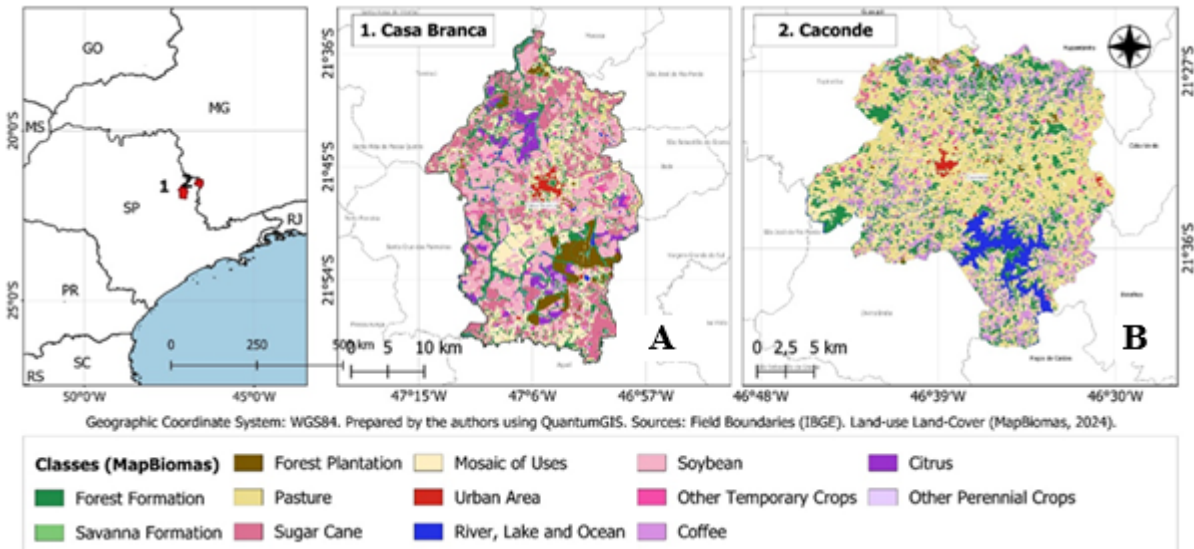 GO
MG
MS
20°0'S
1 2
SP
RJ
PR
25°0'S
SC
RS
0 250 500 km
50°0'W 45°0'W
1. Casa Branca
21°36'S
21°45'S
21°54'S
A
0 5 10 km
47°15'W 47°6'W 46°57'W
2. Caconde
21°27'S
21°36'S
B
0 2,5 5 km
46°48'W 46°39'W 46°30'W
Geographic Coordinate System: WGS84. Prepared by the authors using QuantumGIS. Sources: Field Boundaries (IBGE). Land-use Land-Cover (MapBiomas, 2024).
Classes (MapBiomas) Forest Plantation Mosaic of Uses Soybean Citrus
Forest Formation Pasture Urban Area Other Temporary Crops Other Perennial Crops
Savanna Formation Sugar Cane River, Lake and Ocean Coffee